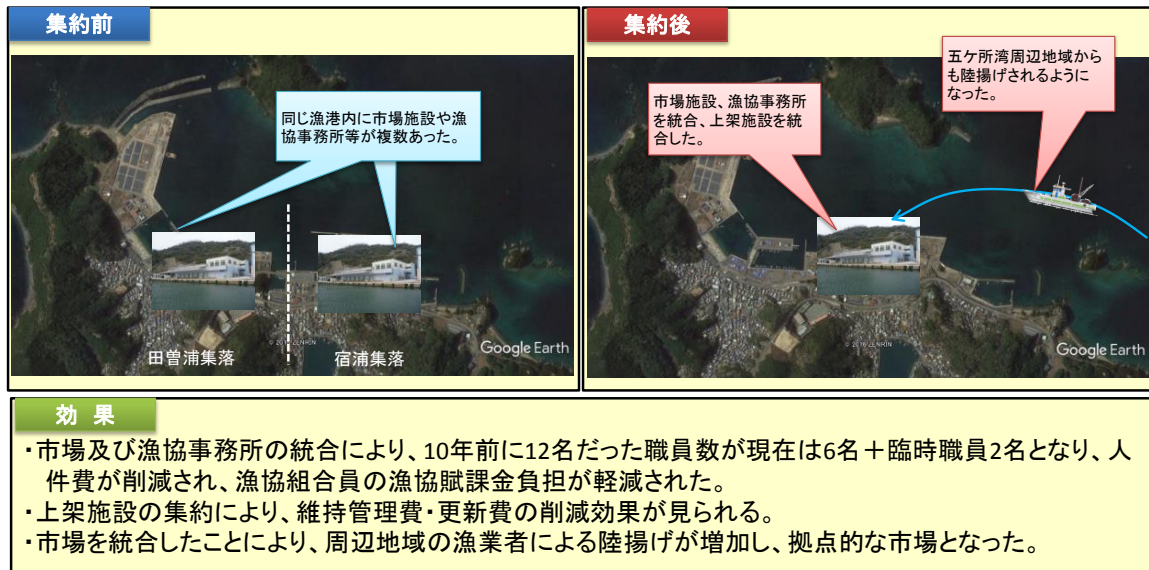 集約前
同じ漁港内に市場施設や漁
協事務所等が複数あった。
田曽浦集落
宿浦集落
© 2016 ZENRIN
Google Earth
集約後
五ケ所湾周辺地域から
も陸揚げされるように
なった。
市場施設、漁協事務所
を統合、上架施設を統
合した。
© 2016 ZENRIN
Google Earth
効 果
・市場及び漁協事務所の統合により、10年前に12名だった職員数が現在は6名＋臨時職員2名となり、人
件費が削減され、漁協組合員の漁協賦課金負担が軽減された。
・上架施設の集約により、維持管理費・更新費の削減効果が見られる。
・市場を統合したことにより、周辺地域の漁業者による陸揚げが増加し、拠点的な市場となった。